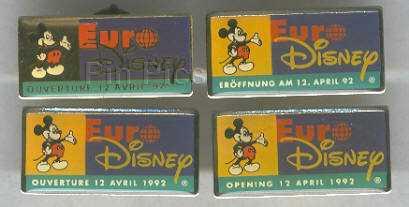 Euro
Disney
OUVERTURE 12 AVRIL 92
Euro
Disney
ERÖFFNUNG AM 12. APRIL 92 ®
Euro
Disney
OUVERTURE 12 AVRIL 1992 ®
Euro
Disney
OPENING 12 APRIL 1992 ®